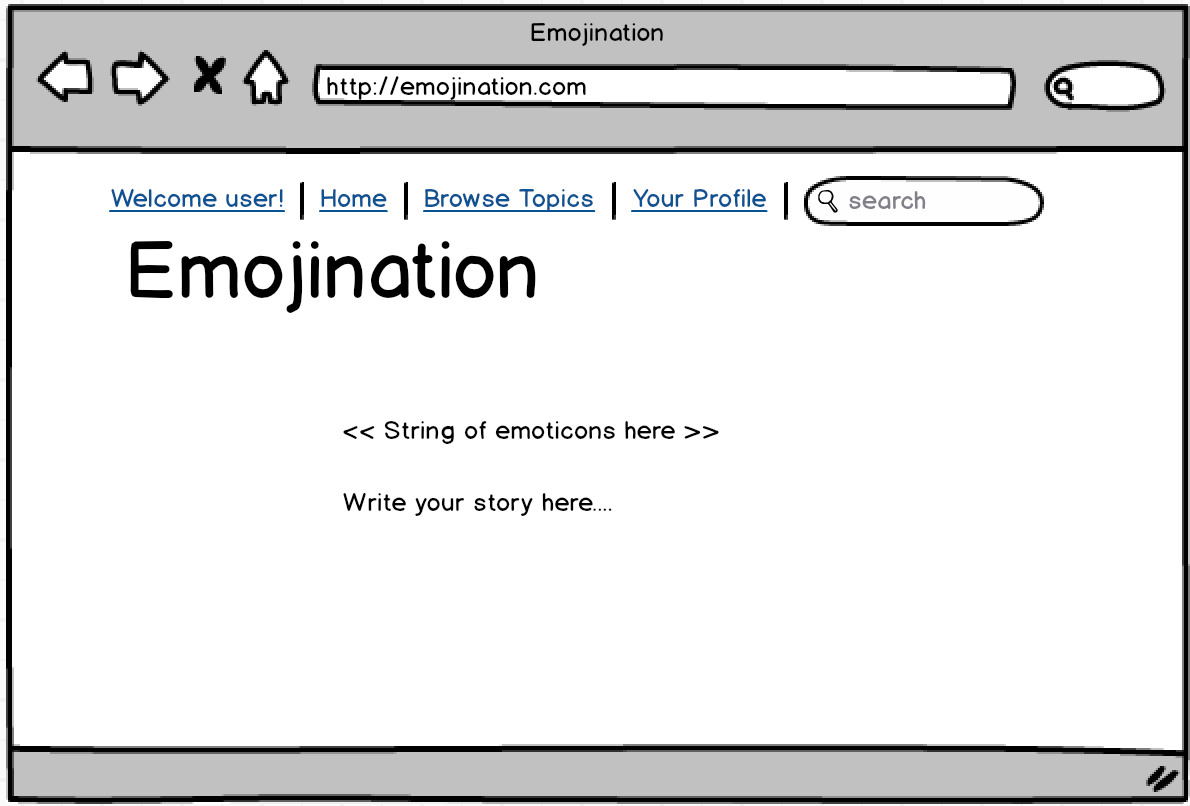 Emojination
http://emojination.com
Welcome user! | Home | Browse Topics | Your Profile | search
Emojination
<< String of emoticons here >>
Write your story here....